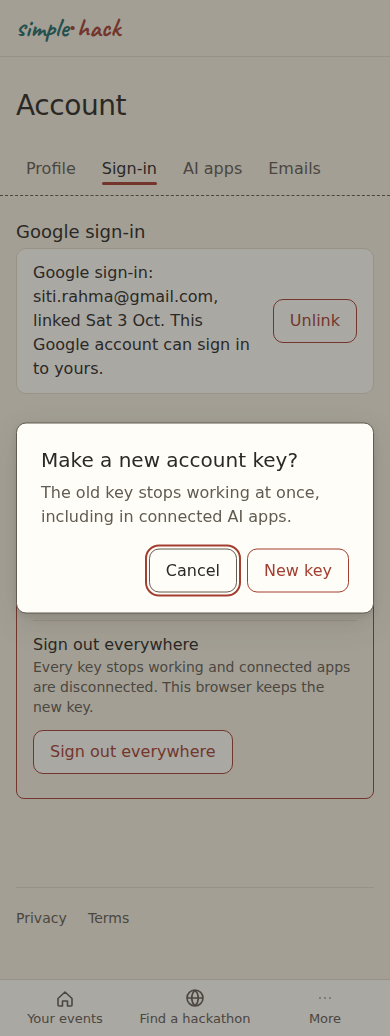 simple·hack
Account
Profile Sign-in AI apps Emails
Google sign-in
Google sign-in:
siti.rahma@gmail.com,
linked Sat 3 Oct. This
Google account can sign in
to yours.
Unlink
Make a new account key?
The old key stops working at once,
including in connected AI apps.
Cancel New key
Sign out everywhere
Every key stops working and connected apps
are disconnected. This browser keeps the
new key.
Sign out everywhere
Privacy Terms
Your events Find a hackathon More